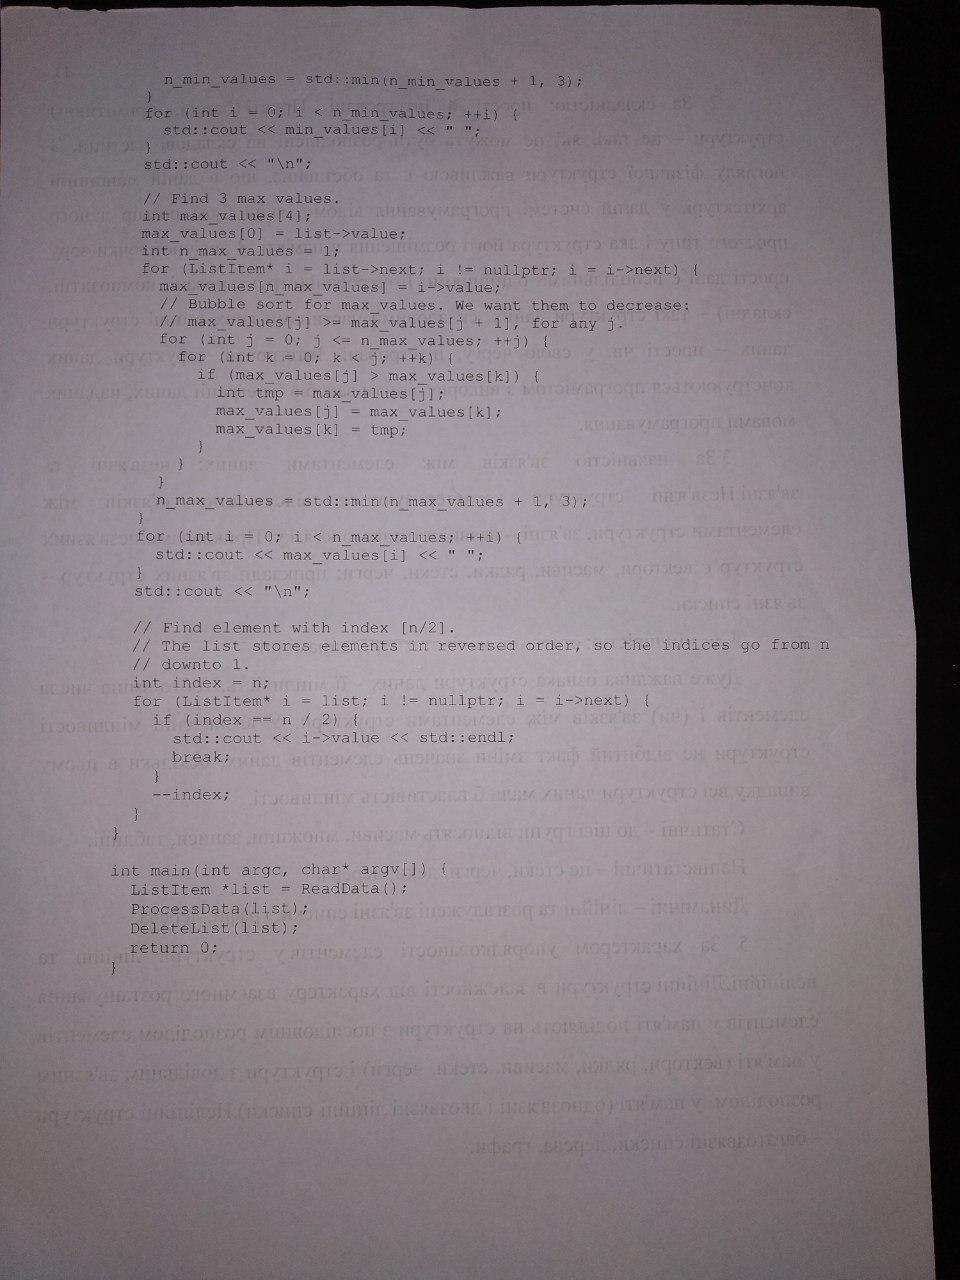 n_min_values = std::min(n_min_values + 1, 3);
}
for (int i = 0; i < n_min_values; ++i) {
std::cout << min_values[i] << " ";
}
std::cout << "\n";
// Find 3 max values.
int max_values[4];
max_values[0] = list->value;
int n_max_values = 1;
for (ListItem* i = list->next; i != nullptr; i = i->next) {
max_values[n_max_values] = i->value;
// Bubble sort for max_values. We want them to decrease:
// max_values[j] >= max_values[j + 1], for any j.
for (int j = 0; j <= n_max_values; ++j) {
for (int k = 0; k < j; ++k) {
if (max_values[j] > max_values[k]) {
int tmp = max_values[j];
max_values[j] = max_values[k];
max_values[k] = tmp;
}
}
}
n_max_values = std::min(n_max_values + 1, 3);
}
for (int i = 0; i < n_max_values; ++i) {
std::cout << max_values[i] << " ";
}
std::cout << "\n";
// Find element with index [n/2].
// The list stores elements in reversed order, so the indices go from n
// downto 1.
int index = n;
for (ListItem* i = list; i != nullptr; i = i->next) {
if (index == n / 2) {
std::cout << i->value << std::endl;
break;
}
--index;
}
}
int main(int argc, char* argv[]) {
ListItem *list = ReadData();
ProcessData(list);
DeleteList(list);
return 0;
}